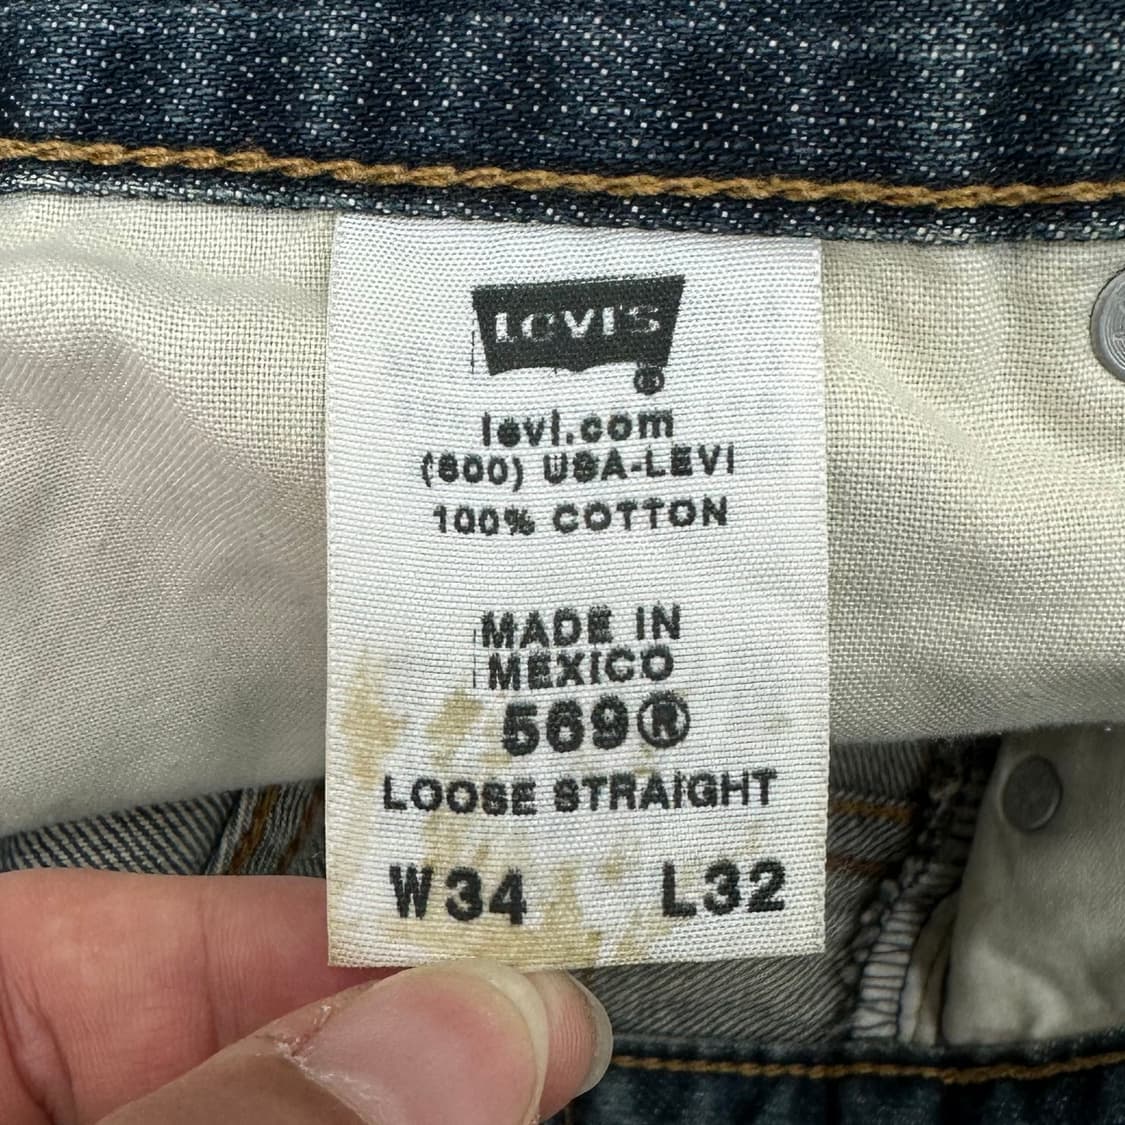 LEVI'S
®
levi.com
(800) USA-LEVI
100% COTTON
MADE IN
MEXICO
569®
LOOSE STRAIGHT
W34 L32